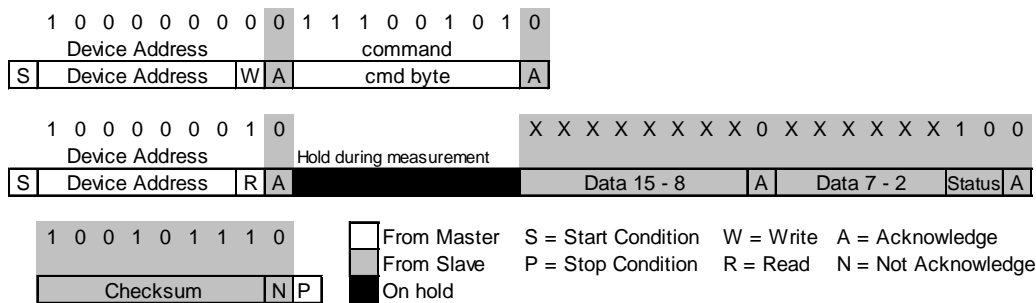 1 0 0 0 0 0 0 0 0 1 1 1 0 0 1 0 1 0
Device Address command
S Device Address W A cmd byte A
1 0 0 0 0 0 0 1 0 X X X X X X X X 0 X X X X X X 1 0 0
Device Address Hold during measurement
S Device Address R A Data 15 - 8 A Data 7 - 2 Status A
1 0 0 1 0 1 1 1 0 From Master S = Start Condition W = Write A = Acknowledge
From Slave P = Stop Condition R = Read N = Not Acknowledge
Checksum N P On hold